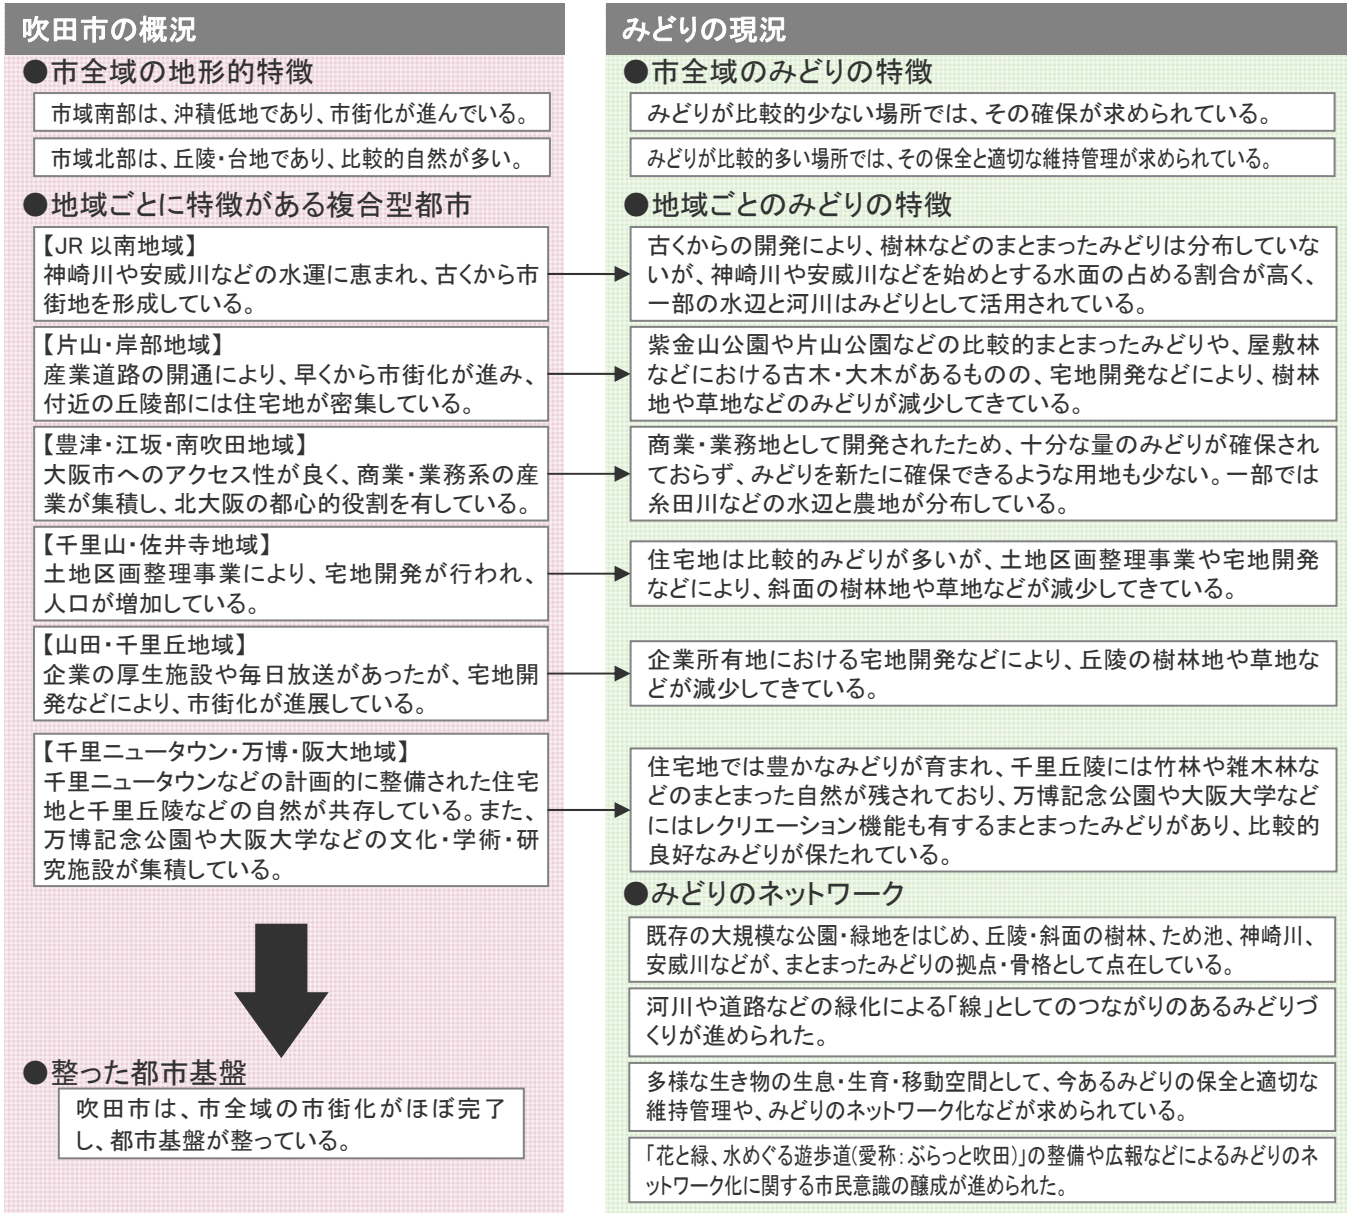 吹田市の概況
●市全域の地形的特徴
市域南部は、沖積低地であり、市街化が進んでいる。
市域北部は、丘陵・台地であり、比較的自然が多い。
●地域ごとに特徴がある複合型都市
【JR 以南地域】
神崎川や安威川などの水運に恵まれ、古くから市
街地を形成している。
【片山・岸部地域】
産業道路の開通により、早くから市街化が進み、
付近の丘陵部には住宅地が密集している。
【豊津・江坂・南吹田地域】
大阪市へのアクセス性が良く、商業・業務系の産
業が集積し、北大阪の都心的役割を有している。
【千里山・佐井寺地域】
土地区画整理事業により、宅地開発が行われ、
人口が増加している。
【山田・千里丘地域】
企業の厚生施設や毎日放送があったが、宅地開
発などにより、市街化が進展している。
【千里ニュータウン・万博・阪大地域】
千里ニュータウンなどの計画的に整備された住宅
地と千里丘陵などの自然が共存している。また、
万博記念公園や大阪大学などの文化・学術・研
究施設が集積している。
●整った都市基盤
吹田市は、市全域の市街化がほぼ完了
し、都市基盤が整っている。
みどりの現況
●市全域のみどりの特徴
みどりが比較的少ない場所では、その確保が求められている。
みどりが比較的多い場所では、その保全と適切な維持管理が求められている。
●地域ごとのみどりの特徴
古くからの開発により、樹林などのまとまったみどりは分布していな
いが、神崎川や安威川などを始めとする水面の占める割合が高く、
一部の水辺と河川はみどりとして活用されている。
紫金山公園や片山公園などの比較的まとまったみどりや、屋敷林
などにおける古木・大木があるものの、宅地開発などにより、樹林
地や草地などのみどりが減少してきている。
商業・業務地として開発されたため、十分な量のみどりが確保され
ておらず、みどりを新たに確保できるような用地も少ない。一部では
糸田川などの水辺と農地が分布している。
住宅地は比較的みどりが多いが、土地区画整理事業や宅地開発
などにより、斜面の樹林地や草地などが減少してきている。
企業所有地における宅地開発などにより、丘陵の樹林地や草地な
どが減少してきている。
住宅地では豊かなみどりが育まれ、千里丘陵には竹林や雑木林な
どのまとまった自然が残されており、万博記念公園や大阪大学など
にはレクリエーション機能も有するまとまったみどりがあり、比較的
良好なみどりが保たれている。
●みどりのネットワーク
既存の大規模な公園・緑地をはじめ、丘陵・斜面の樹林、ため池、神崎川、
安威川などが、まとまったみどりの拠点・骨格として点在している。
河川や道路などの緑化による「線」としてのつながりのあるみどりづ
くりが進められた。
多様な生き物の生息・生育・移動空間として、今あるみどりの保全と適切な
維持管理や、みどりのネットワーク化などが求められている。
「花と緑、水めぐる遊歩道(愛称:ぶらっと吹田)」の整備や広報などによるみどりのネ
ットワーク化に関する市民意識の醸成が進められた。